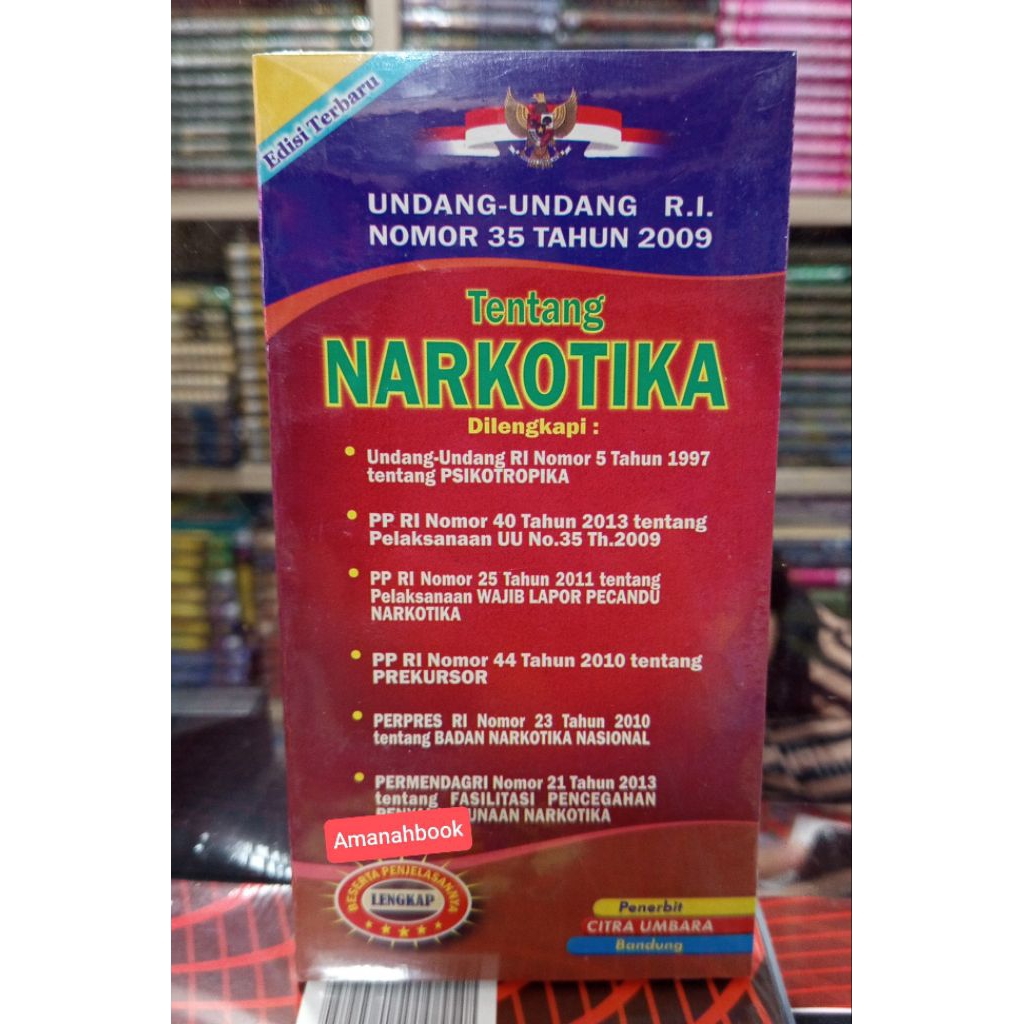 Edisi Terbaru
UNDANG-UNDANG R.I.
NOMOR 35 TAHUN 2009
Tentang
NARKOTIKA
Dilengkapi :
• Undang-Undang RI Nomor 5 Tahun 1997
tentang PSIKOTROPIKA
• PP RI Nomor 40 Tahun 2013 tentang
Pelaksanaan UU No.35 Th.2009
• PP RI Nomor 25 Tahun 2011 tentang
Pelaksanaan WAJIB LAPOR PECANDU
NARKOTIKA
• PP RI Nomor 44 Tahun 2010 tentang
PREKURSOR
• PERPRES RI Nomor 23 Tahun 2010
tentang BADAN NARKOTIKA NASIONAL
• PERMENDAGRI Nomor 21 Tahun 2013
tentang FASILITASI PENCEGAHAN
NARKOTIKA
Amanahbook
BESERTA PENJELASANNYA
LENGKAP
Penerbit
CITRA UMBARA
Bandung